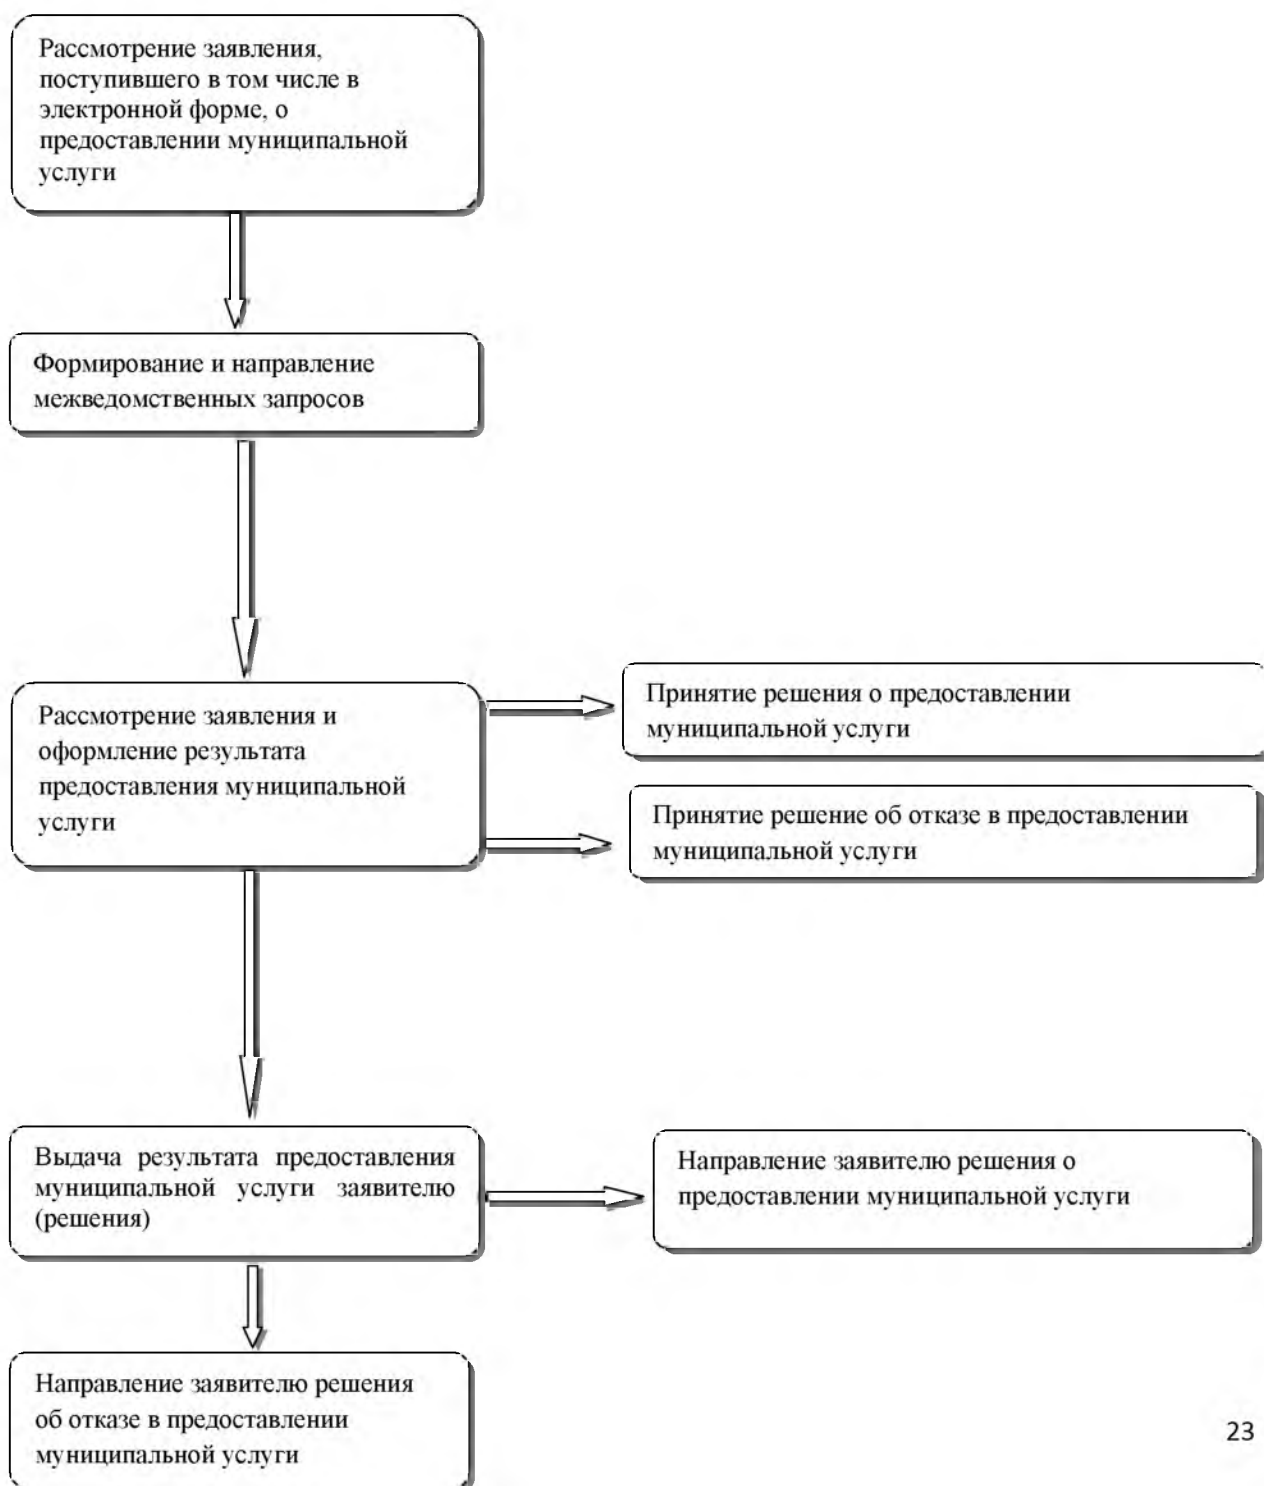 Рассмотрение заявления,
поступившего в том числе в
электронной форме, о
предоставлении муниципальной
услуги
Формирование и направление
межведомственных запросов
Рассмотрение заявления и
оформление результата
предоставления муниципальной
услуги
Принятие решения о предоставлении
муниципальной услуги
Принятие решение об отказе в предоставлении
муниципальной услуги
Выдача результата предоставления
муниципальной услуги заявителю
(решения)
Направление заявителю решения о
предоставлении муниципальной услуги
Направление заявителю решения
об отказе в предоставлении
муниципальной услуги
23